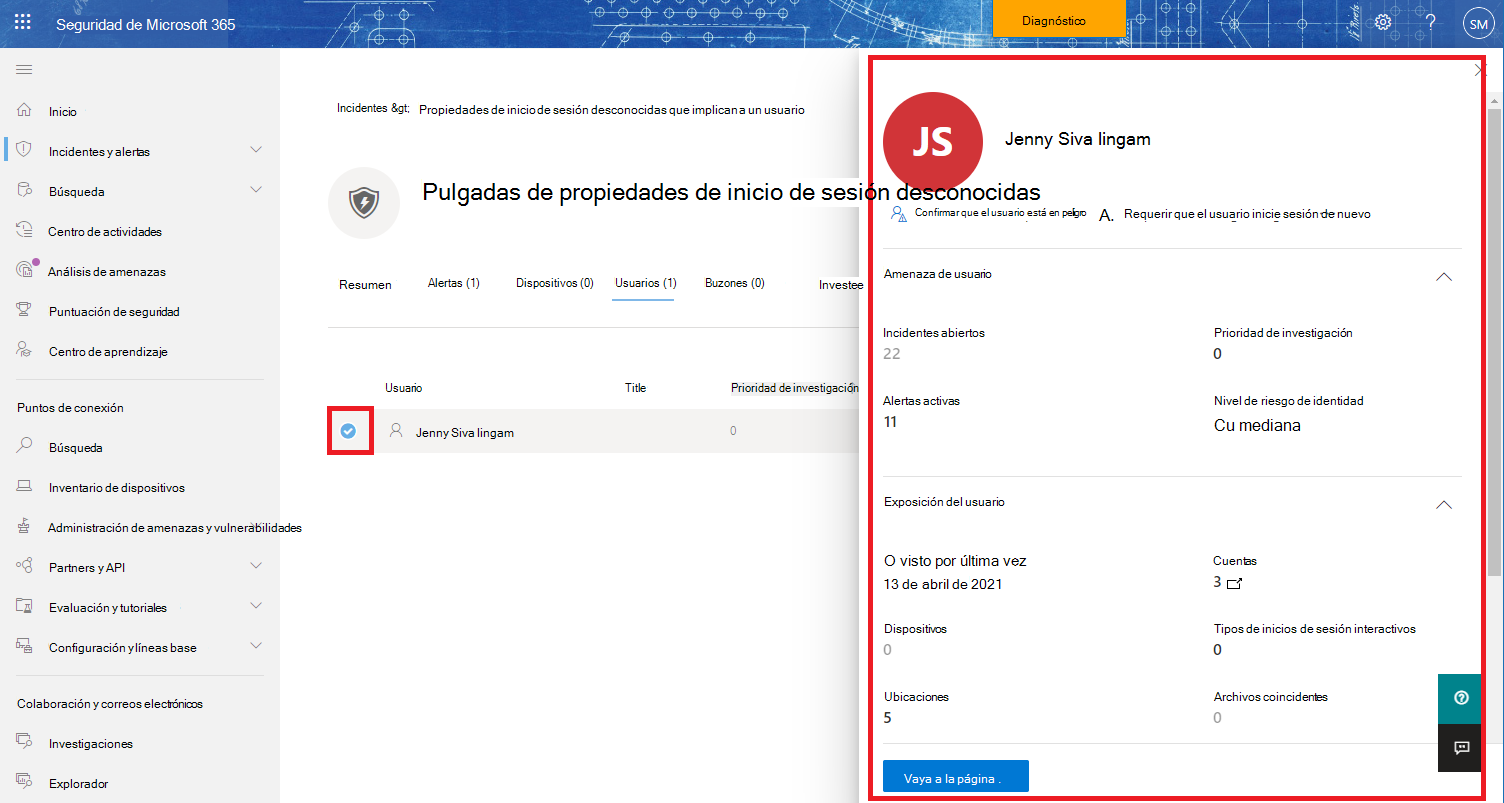 Seguridad de Microsoft 365
Diagnóstico
?
SM
Inicio
Incidentes y alertas
Búsqueda
Centro de actividades
Análisis de amenazas
Puntuación de seguridad
Centro de aprendizaje
Puntos de conexión
Búsqueda
Inventario de dispositivos
Administración de amenazas y vulnerabilidades
Partners y API
Evaluación y tutoriales
Configuración y líneas base
Colaboración y correos electrónicos
Investigaciones
Explorador
Incidentes &gt; Propiedades de inicio de sesión desconocidas que implican a un usuario
Pulgadas de propiedades de inicio de sesión desconocidas
Resumen Alertas (1) Dispositivos (0) Usuarios (1) Buzones (0) Investee
Usuario Title Prioridad de investigación
Jenny Siva lingam 0
JS
Jenny Siva lingam
Confirmar que el usuario está en peligro A. Requerir que el usuario inicie sesión de nuevo
Amenaza de usuario
Incidentes abiertos Prioridad de investigación
22 0
Alertas activas Nivel de riesgo de identidad
11 Cu mediana
Exposición del usuario
O visto por última vez Cuentas
13 de abril de 2021 3
Dispositivos Tipos de inicios de sesión interactivos
0 0
Ubicaciones Archivos coincidentes
5 0
Vaya a la página .